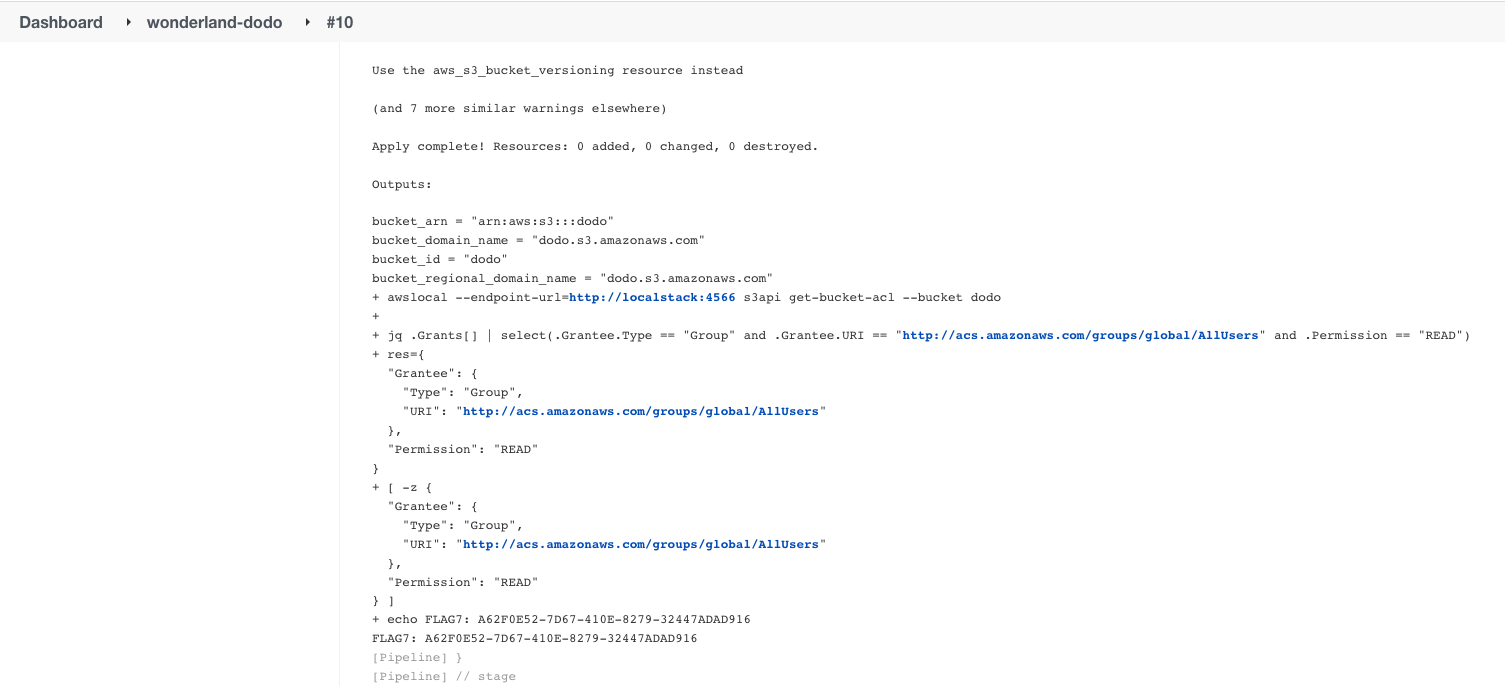 Dashboard ▸ wonderland-dodo ▸ #10
Use the aws_s3_bucket_versioning resource instead
(and 7 more similar warnings elsewhere)
Apply complete! Resources: 0 added, 0 changed, 0 destroyed.
Outputs:
bucket_arn = "arn:aws:s3:::dodo"
bucket_domain_name = "dodo.s3.amazonaws.com"
bucket_id = "dodo"
bucket_regional_domain_name = "dodo.s3.amazonaws.com"
+ awslocal --endpoint-url=http://localstack:4566 s3api get-bucket-acl --bucket dodo
+
+ jq .Grants[] | select(.Grantee.Type == "Group" and .Grantee.URI == "http://acs.amazonaws.com/groups/global/AllUsers" and .Permission == "READ")
+ res={
  "Grantee": {
    "Type": "Group",
    "URI": "http://acs.amazonaws.com/groups/global/AllUsers"
  },
  "Permission": "READ"
}
+ [ -z {
  "Grantee": {
    "Type": "Group",
    "URI": "http://acs.amazonaws.com/groups/global/AllUsers"
  },
  "Permission": "READ"
} ]
+ echo FLAG7: A62F0E52-7D67-410E-8279-32447ADAD916
FLAG7: A62F0E52-7D67-410E-8279-32447ADAD916
[Pipeline] }
[Pipeline] // stage